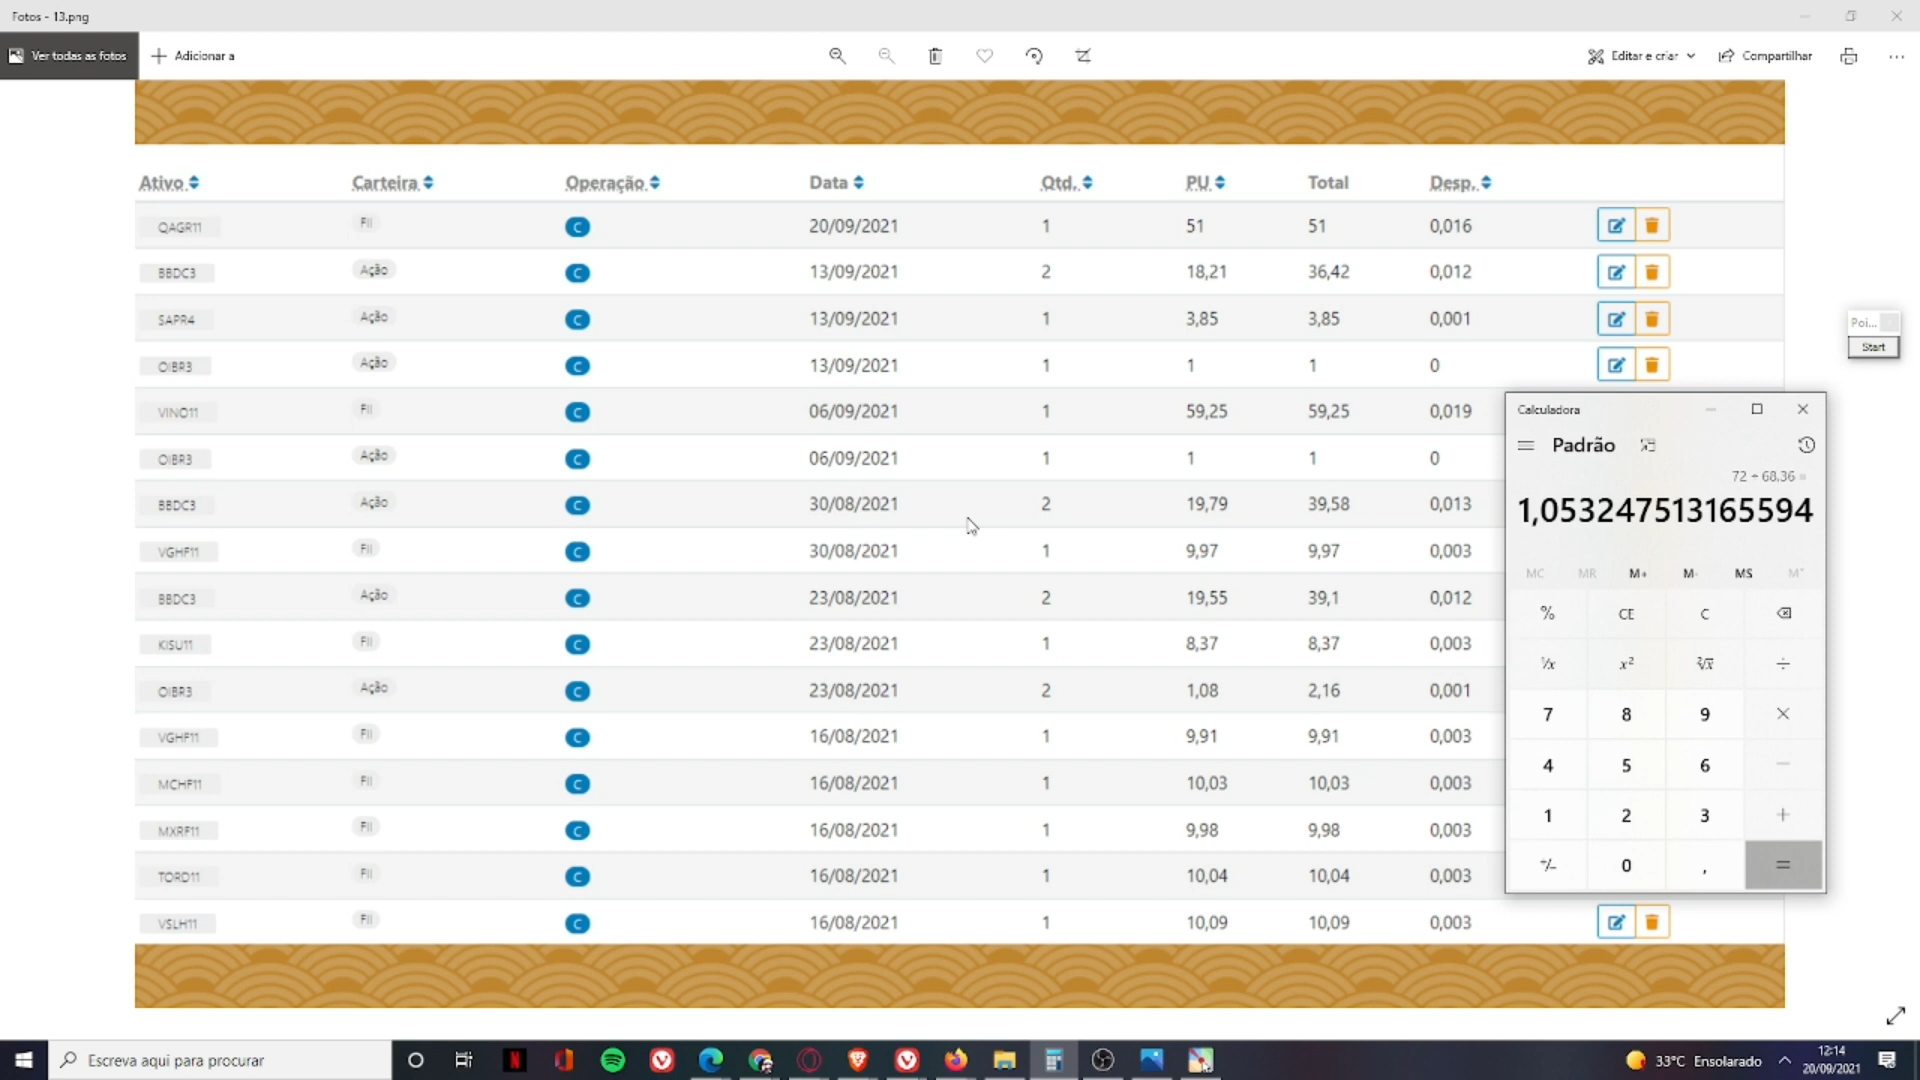 Fotos - 13.png
Ver todas as fotos
Adicionar a
Editar e criar
Compartilhar
Ativo Carteira Operação Data Qtd. PU Total Desp.
QAGR11 FII C 20/09/2021 1 51 51 0,016
BBDC3 Ação C 13/09/2021 2 18,21 36,42 0,012
SAPR4 Ação C 13/09/2021 1 3,85 3,85 0,001
OIBR3 Ação C 13/09/2021 1 1 1 0
VINO11 FII C 06/09/2021 1 59,25 59,25 0,019
OIBR3 Ação C 06/09/2021 1 1 1 0
BBDC3 Ação C 30/08/2021 2 19,79 39,58 0,013
VGHF11 FII C 30/08/2021 1 9,97 9,97 0,003
BBDC3 Ação C 23/08/2021 2 19,55 39,1 0,012
KISU11 FII C 23/08/2021 1 8,37 8,37 0,003
OIBR3 Ação C 23/08/2021 2 1,08 2,16 0,001
VGHF11 FII C 16/08/2021 1 9,91 9,91 0,003
MCHF11 FII C 16/08/2021 1 10,03 10,03 0,003
MXRF11 FII C 16/08/2021 1 9,98 9,98 0,003
TORD11 FII C 16/08/2021 1 10,04 10,04 0,003
VSLH11 FII C 16/08/2021 1 10,09 10,09 0,003
Poi...
Start
Calculadora
Padrão
72 ÷ 68,36 =
1,053247513165594
MC MR M+ M- MS M˅
% CE C
¹/x x² ²√x ÷
7 8 9 ×
4 5 6 −
1 2 3 +
+/− 0 , =
Escreva aqui para procurar
33°C Ensolarado
12:14
20/09/2021